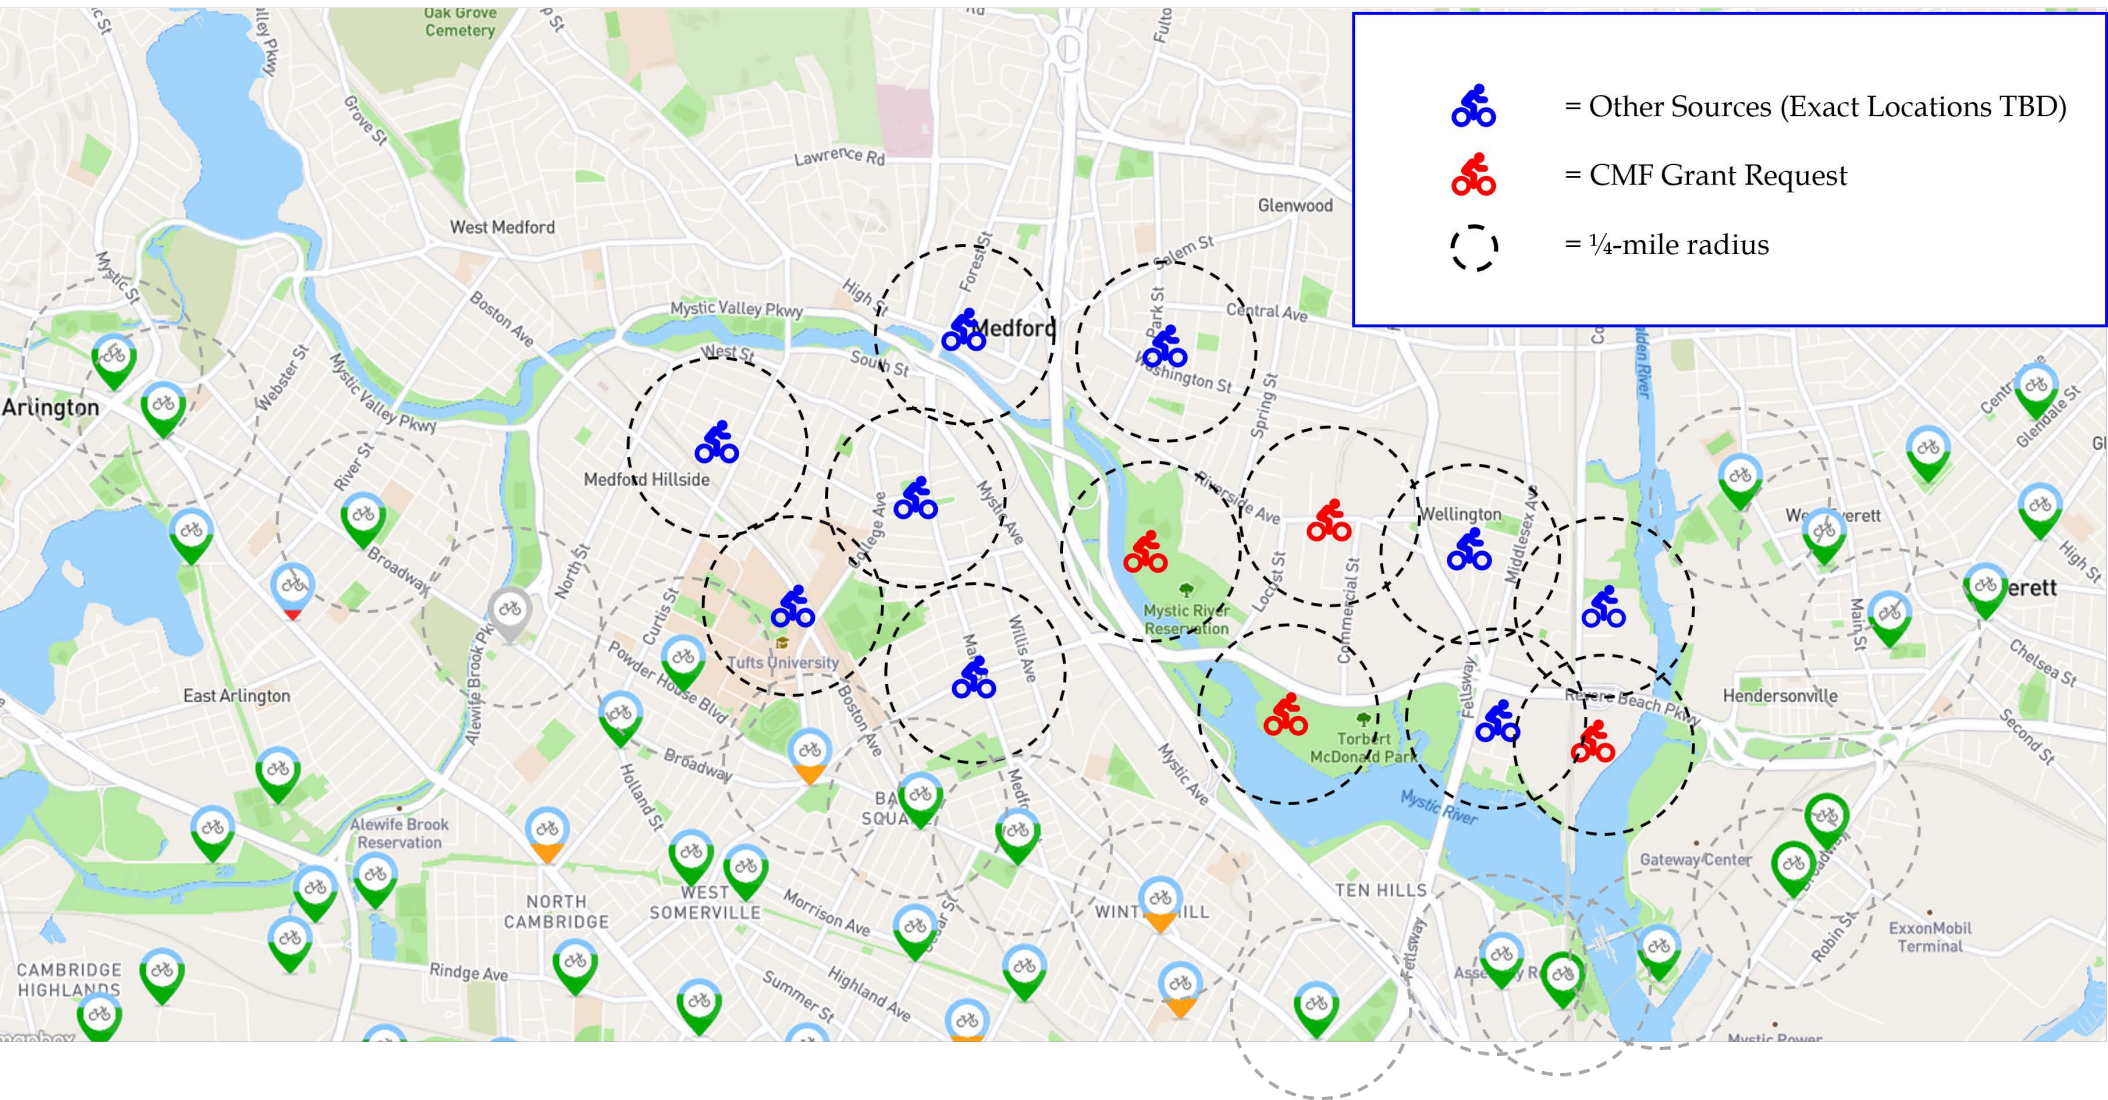 Oak Grove
Cemetery
Grove St
Lawrence Rd
West Medford
Glenwood
= Other Sources (Exact Locations TBD)
= CMF Grant Request
= ¼-mile radius
Mystic St
Boston Ave
High St
Forest St
Salem St
Mystic Valley Pkwy
Medford
Park St
Central Ave
Washington St
Spring St
West St
South St
Webster St
Mystic Valley Pkwy
Arlington
River St
Medford Hillside
College Ave
Mystic Ave
Riverside Ave
Wellington
Middlesex Ave
Glendale St
High St
Broadway
North St
Curtis St
Willis Ave
Locust St
Commercial St
Mystic River
Reservation
Main St
Chelsea St
Tufts University
Powder House Blvd
East Arlington
Boston Ave
Fellsway
Revere Beach Pkwy
Hendersonville
Second St
Torbert
McDonald Park
Broadway
Holland St
Mystic Ave
Mystic River
Alewife Brook
Reservation
Gateway Center
Broadway
TEN HILLS
NORTH
CAMBRIDGE
WEST
SOMERVILLE
Morrison Ave
Robin St
ExxonMobil
Terminal
Fellsway
CAMBRIDGE
HIGHLANDS
Rindge Ave
Summer St
Highland Ave
Mystic Power